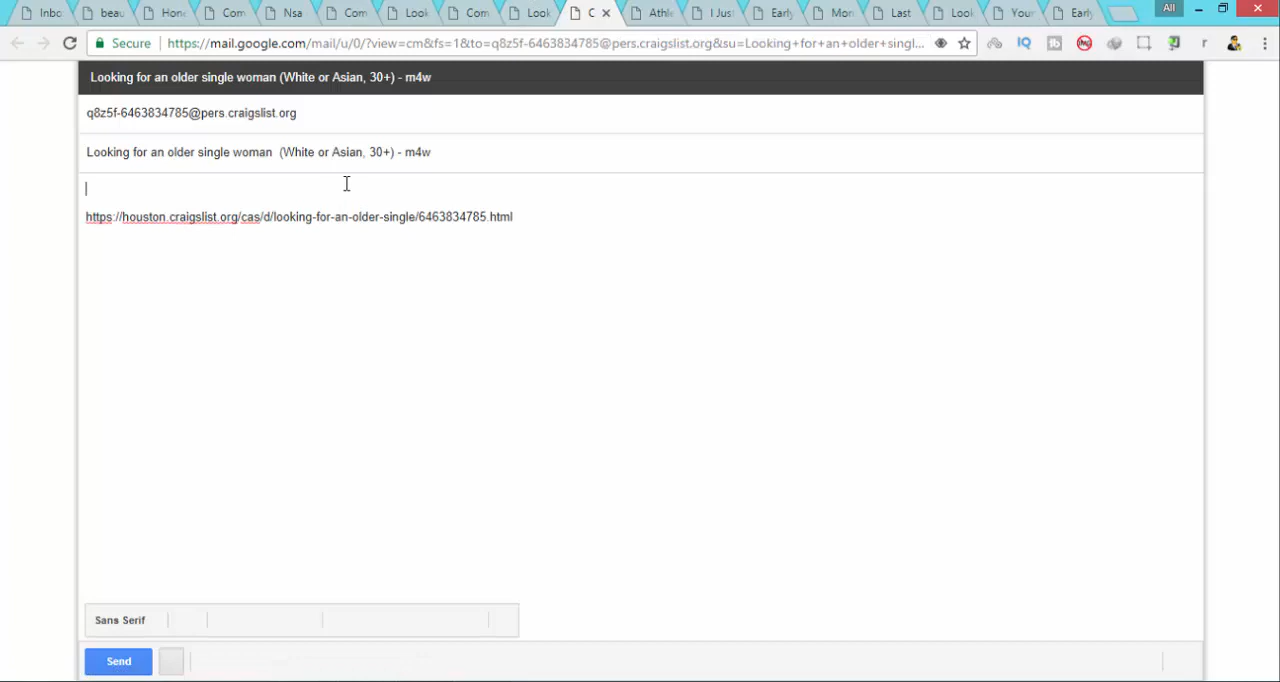 Inbo
beau
Hone
Com
Nsa
Com
Look
Com
Look
C
Athl
I Jus
Early
Mon
Last
Look
Your
Early
All
Secure
https://mail.google.com/mail/u/0/?view=cm&fs=1&to=q8z5f-6463834785@pers.craigslist.org&su=Looking+for+an+older+singl...
IQ
r
Looking for an older single woman (White or Asian, 30+) - m4w
q8z5f-6463834785@pers.craigslist.org
Looking for an older single woman (White or Asian, 30+) - m4w
https://houston.craigslist.org/cas/d/looking-for-an-older-single/6463834785.html
Sans Serif
Send